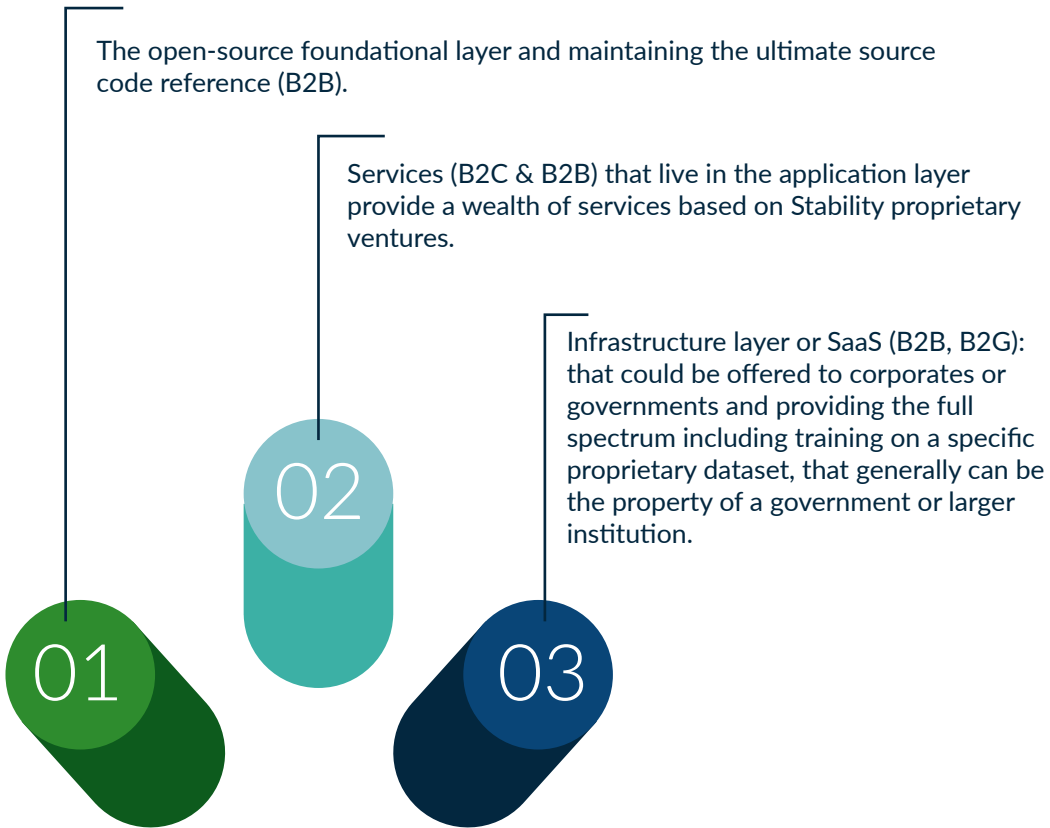 The open-source foundational layer and maintaining the ultimate source
code reference (B2B).
Services (B2C & B2B) that live in the application layer
provide a wealth of services based on Stability proprietary
ventures.
Infrastructure layer or SaaS (B2B, B2G):
that could be offered to corporates or
governments and providing the full
spectrum including training on a specific
proprietary dataset, that generally can be
the property of a government or larger
institution.
02
01
03